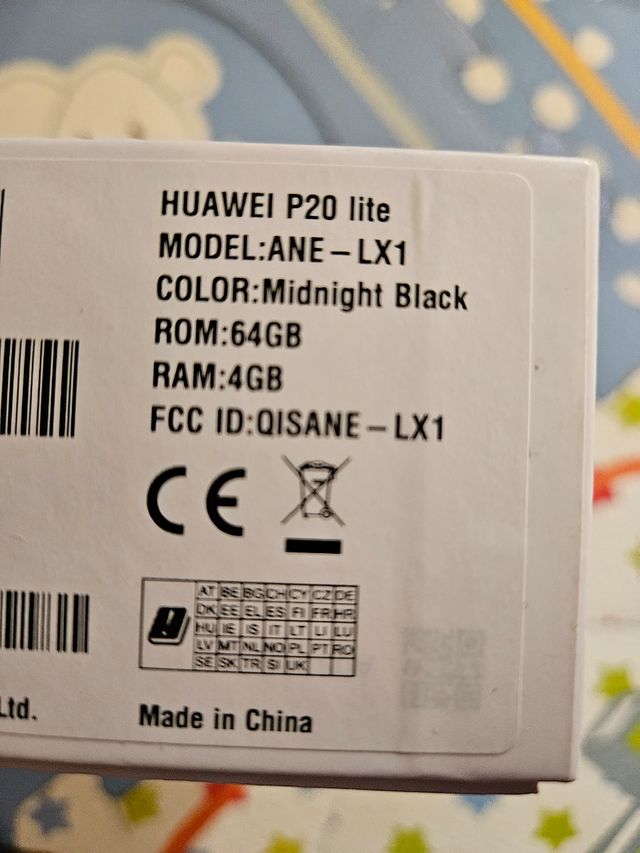 HUAWEI P20 lite
MODEL:ANE-LX1
COLOR:Midnight Black
ROM:64GB
RAM:4GB
FCC ID:QISANE-LX1
CE
AT BE BG CH CY CZ DE
DK EE EL ES FI FR HR
HU IE IS IT LT LI LU
LV MT NL NO PL PT RO
SE SK TR SI UK
Ltd.
Made in China